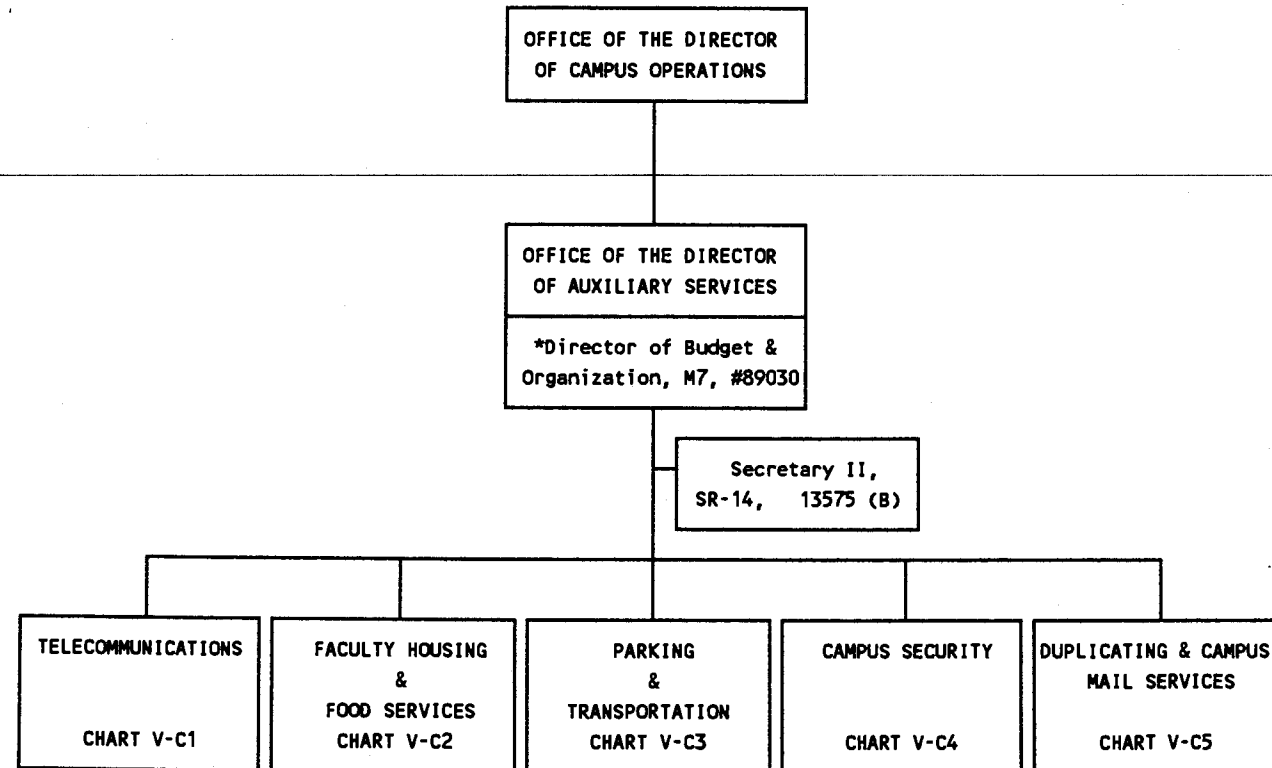 OFFICE OF THE DIRECTOR
OF CAMPUS OPERATIONS
OFFICE OF THE DIRECTOR
OF AUXILIARY SERVICES
*Director of Budget &
Organization, M7, #89030
Secretary II,
SR-14, 13575 (B)
TELECOMMUNICATIONS
CHART V-C1
FACULTY HOUSING
&
FOOD SERVICES
CHART V-C2
PARKING
&
TRANSPORTATION
CHART V-C3
CAMPUS SECURITY
CHART V-C4
DUPLICATING & CAMPUS
MAIL SERVICES
CHART V-C5